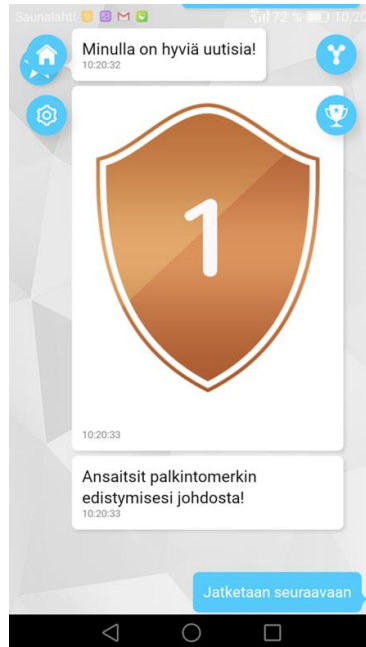 Saunalahti 72 % 10,20
Minulla on hyviä uutisia!
10:20:32
1
10:20:33
Ansaitsit palkintomerkin
edistymisesi johdosta!
10:20:33
Jatketaan seuraavaan